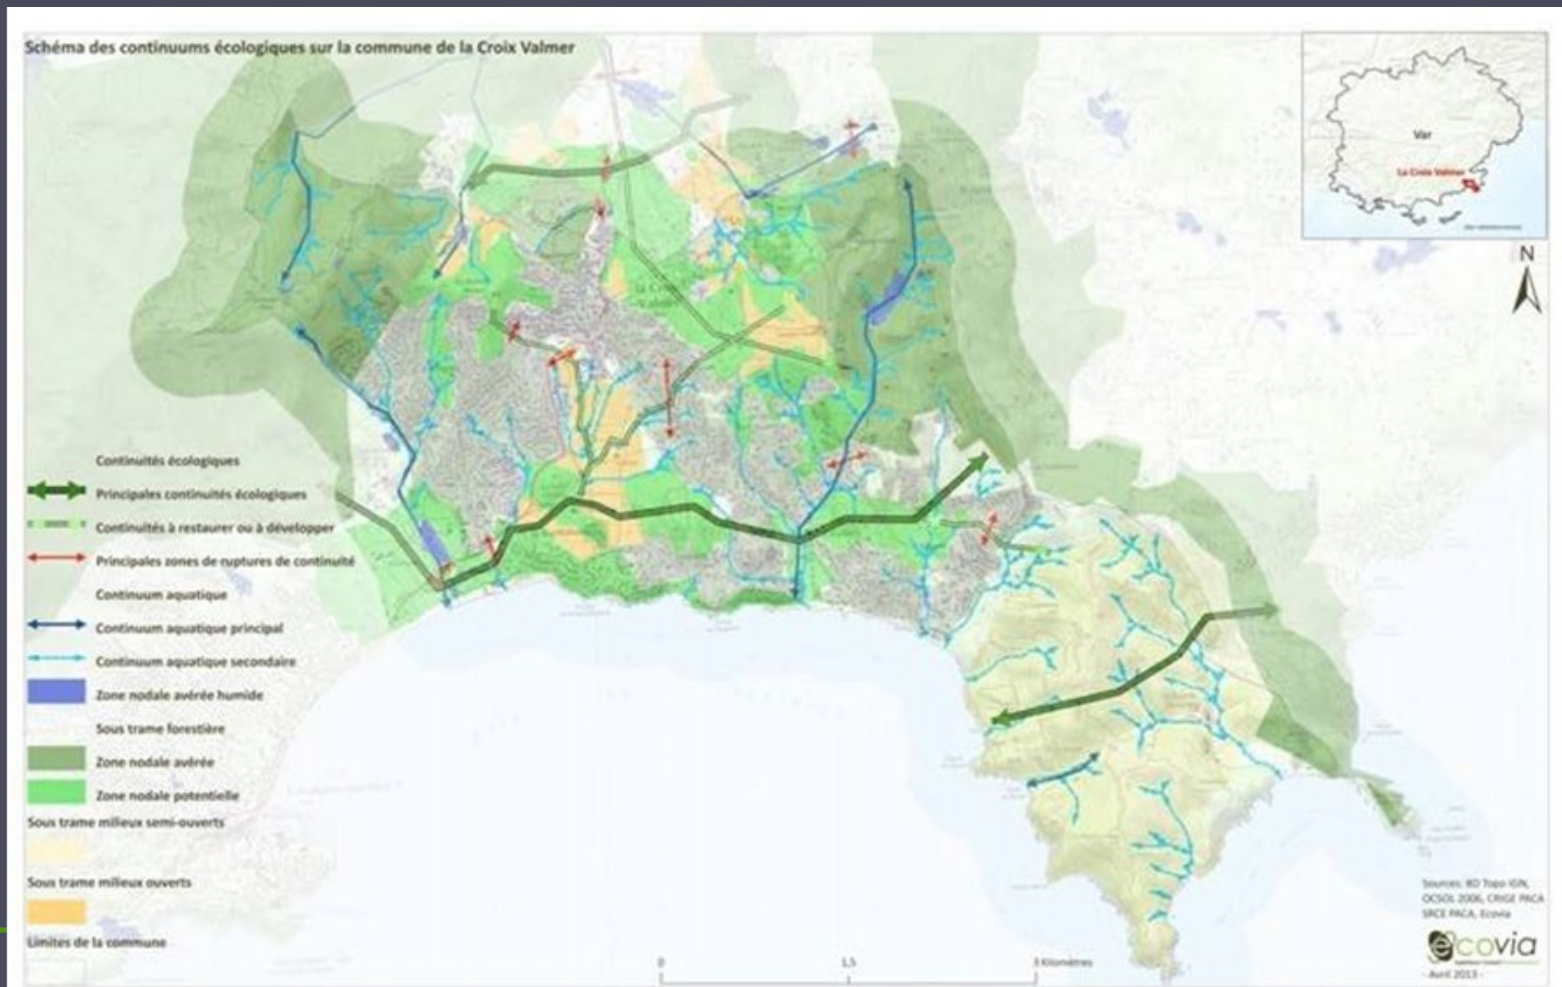 Schéma des continuums écologiques sur la commune de la Croix Valmer
Var
La Croix Valmer
N
la Croix
Valmer
Continuités écologiques
Principales continuités écologiques
Continuités à restaurer ou à développer
Principales zones de ruptures de continuité
Continuum aquatique
Continuum aquatique principal
Continuum aquatique secondaire
Zone nodale avérée humide
Sous trame forestière
Zone nodale avérée
Zone nodale potentielle
Sous trame milieux semi-ouverts
Sous trame milieux ouverts
Limites de la commune
0 1,5 3 Kilomètres
Sources: BD Topo IGN,
OCSOL 2006, CRIGE PACA
SRCE PACA, Ecovia
ecovia
- Avril 2013 -